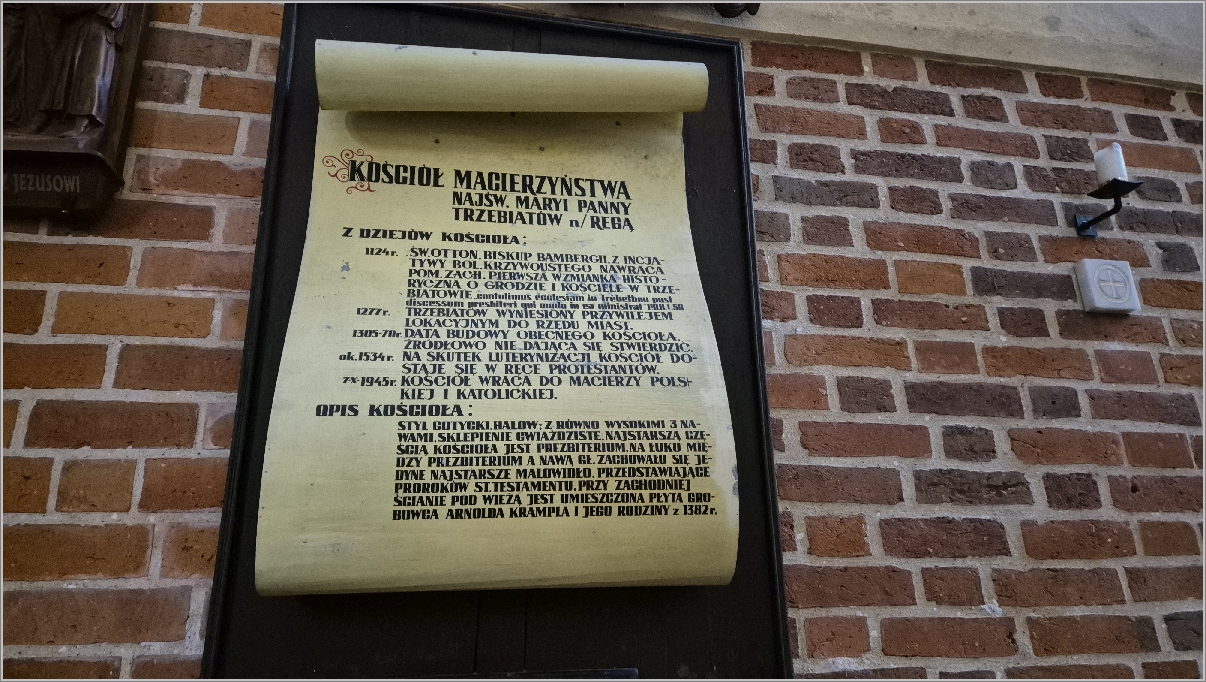 Z JEZUSOWI
KOŚCIÓŁ MACIERZYŃSTWA
NAJŚW. MARYI PANNY
TRZEBIATÓW n/REGĄ
Z DZIEJÓW KOŚCIOŁA:
1124r. ŚW.OTTON, BISKUP BAMBERGII, Z INCJA-
TYWY BOL.KRZYWOUSTEGO NAWRACA
POM. ZACH. PIERWSZA WZMIANKA HISTO-
RYCZNA O GRODZIE I KOŚCIELE W TRZE-
BIATOWIE
1277r. TRZEBIATÓW WYNIESIONY PRZYWILEJEM
LOKACYJNYM DO RZĘDU MIAST.
1305-70r. DATA BUDOWY OBECNEGO KOŚCIOŁA,
ŹRÓDŁOWO NIE DAJĄCA SIĘ STWIERDZIĆ.
ok.1534r. NA SKUTEK LUTERYNIZACJI KOŚCIÓŁ DO-
STAJE SIĘ W RĘCE PROTESTANTÓW.
7-X-1945r. KOŚCIÓŁ WRACA DO MACIERZY POLS-
KIEJ I KATOLICKIEJ.
OPIS KOŚCIOŁA:
STYL GOTYCKI, HALOW; Z RÓWNO WYSOKIMI 3 NA-
WAMI, SKLEPIENIE GWIAŹDZISTE. NAJSTARSZĄ CZĘ-
ŚCIĄ KOŚCIOŁA JEST PREZBITERIUM. NA ŁUKU MIĘ-
DZY PREZBITERIUM A NAWĄ GŁ. ZACHOWAŁO SIĘ JE-
DYNE NAJSTARSZE MALOWIDŁO, PRZEDSTAWIAJĄCE
PROROKÓW ST.TESTAMENTU. PRZY ZACHODNIEJ
ŚCIANIE POD WIEŻĄ JEST UMIESZCZONA PŁYTA GRO-
BOWCA ARNOLDA KRAMPLA I JEGO RODZINY z 1382r.